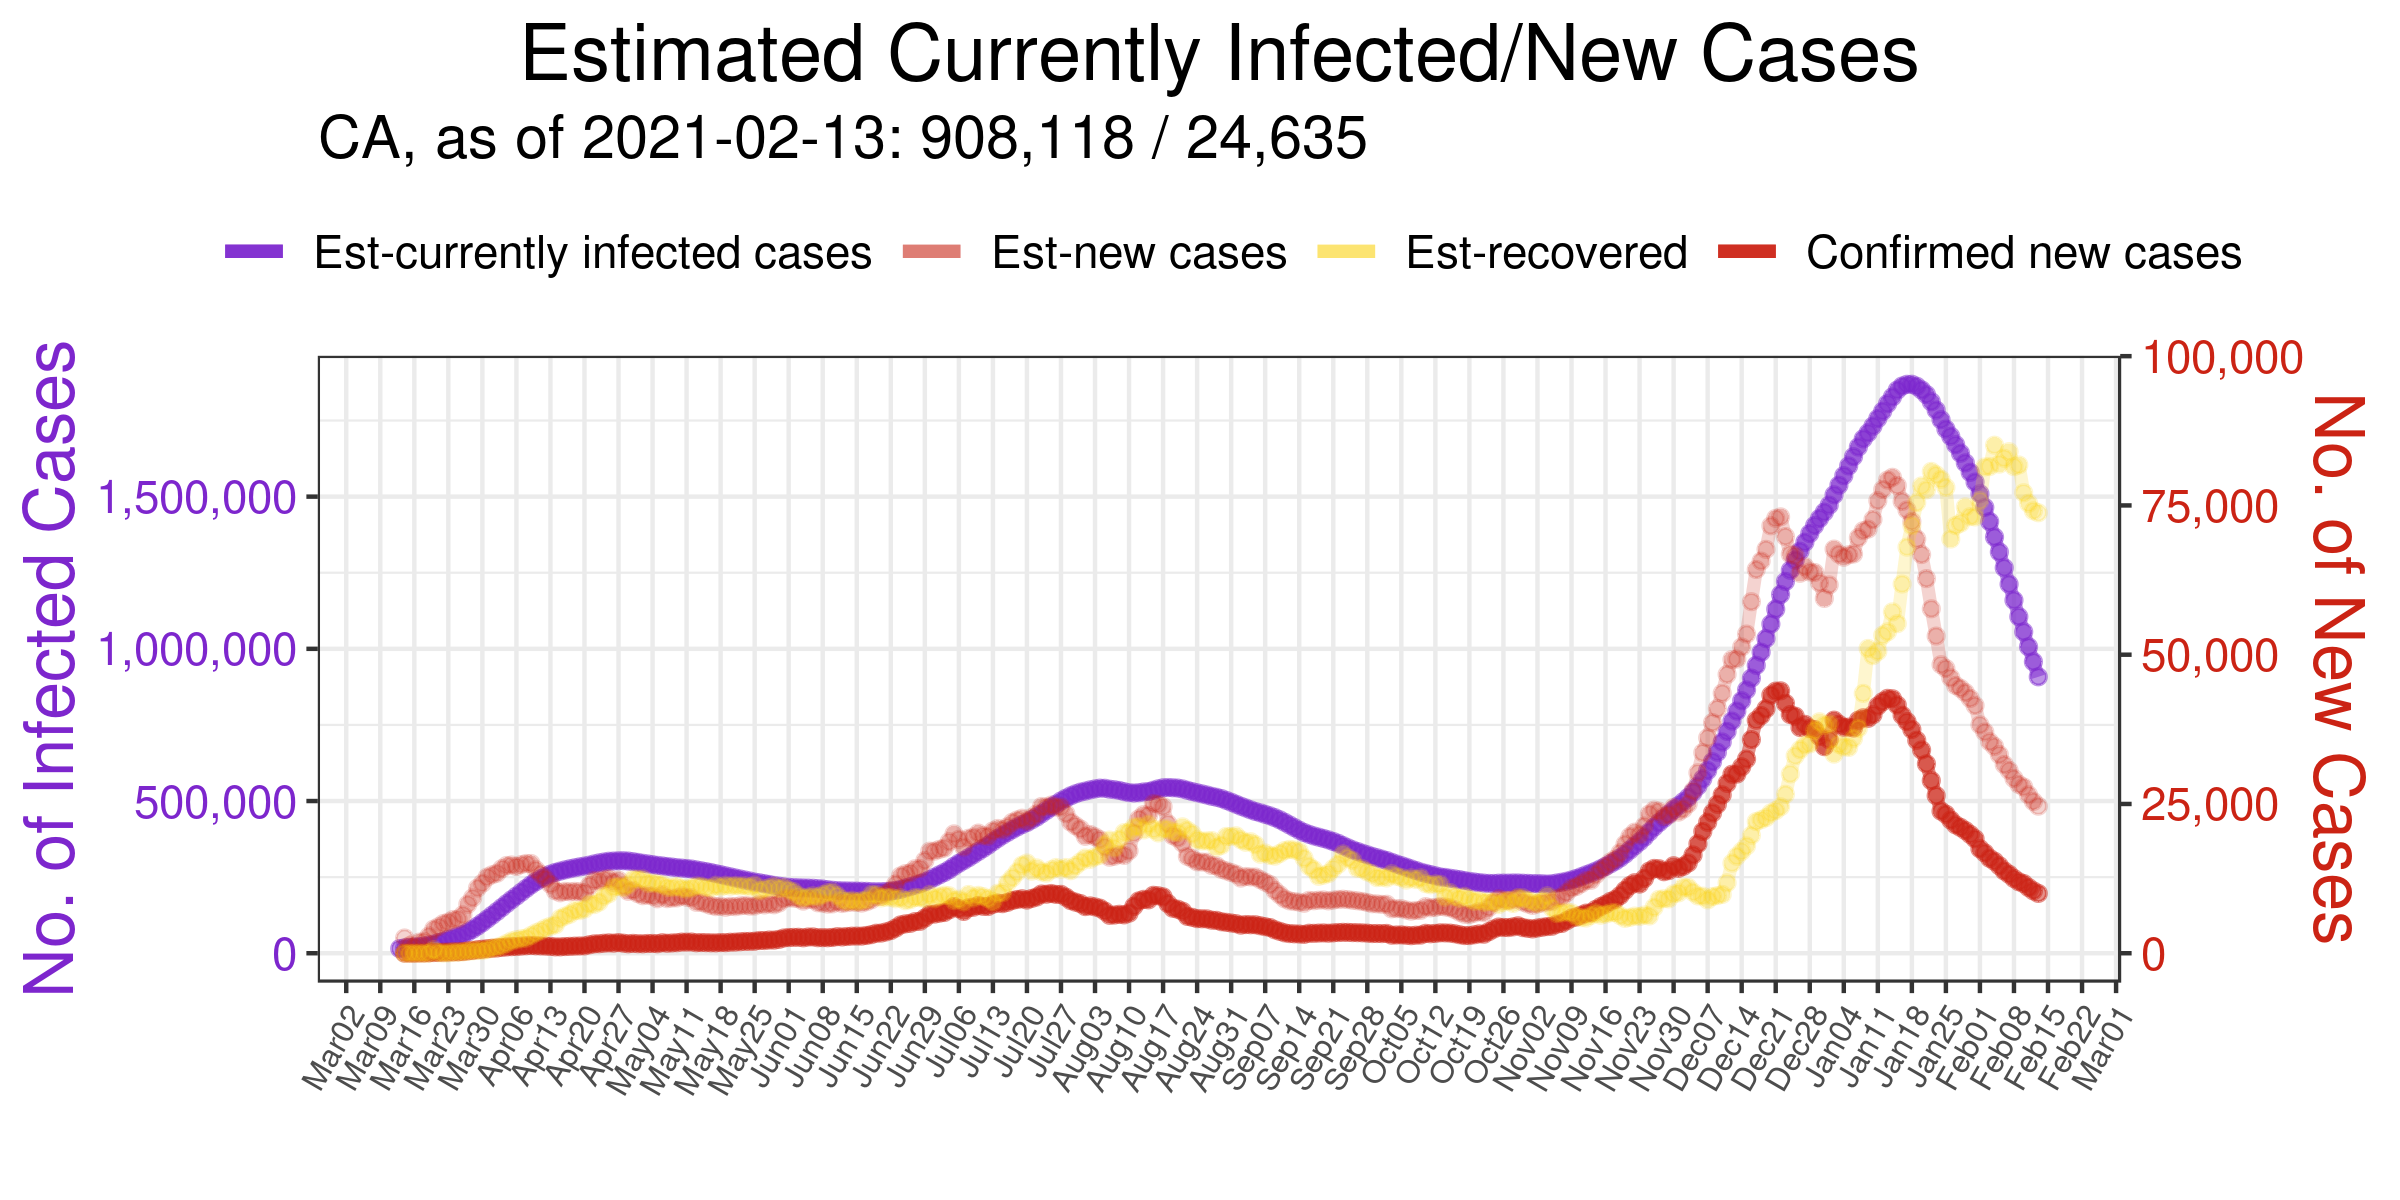 Estimated Currently Infected/New Cases
CA, as of 2021-02-13: 908,118 / 24,635
Est-currently infected cases Est-new cases Est-recovered Confirmed new cases
No. of Infected Cases
1,500,000
1,000,000
500,000
0
100,000
75,000
50,000
25,000
0
No. of New Cases
Mar02 Mar09 Mar16 Mar23 Mar30 Apr06 Apr13 Apr20 Apr27 May04 May11 May18 May25 Jun01 Jun08 Jun15 Jun22 Jun29 Jul06 Jul13 Jul20 Jul27 Aug03 Aug10 Aug17 Aug24 Aug31 Sep07 Sep14 Sep21 Sep28 Oct05 Oct12 Oct19 Oct26 Nov02 Nov09 Nov16 Nov23 Nov30 Dec07 Dec14 Dec21 Dec28 Jan04 Jan11 Jan18 Jan25 Feb01 Feb08 Feb15 Feb22 Mar01